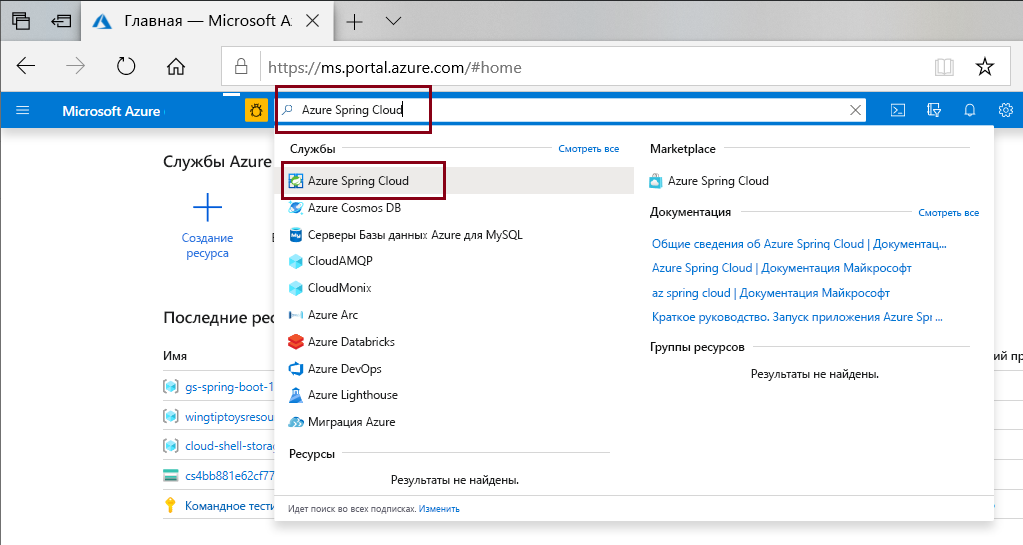 Главная — Microsoft Az
https://ms.portal.azure.com/#home
Microsoft Azure
Azure Spring Cloud
Службы Azure
Создание
ресурса
Последние рес
Имя
gs-spring-boot-1
wingtiptoysresou
cloud-shell-storag
cs4bb881e62cf77
Командное тести
Службы
Смотреть все
Azure Spring Cloud
Azure Cosmos DB
Серверы Базы данных Azure для MySQL
CloudAMQP
CloudMonix
Azure Arc
Azure Databricks
Azure DevOps
Azure Lighthouse
Миграция Azure
Ресурсы
Результаты не найдены.
Идет поиск во всех подписках. Изменить
Marketplace
Azure Spring Cloud
Документация
Смотреть все
Общие сведения об Azure Spring Cloud | Документац...
Azure Spring Cloud | Документация Майкрософт
az spring cloud | Документация Майкрософт
Краткое руководство. Запуск приложения Azure Spr ...
Группы ресурсов
Результаты не найдены.
ий пр